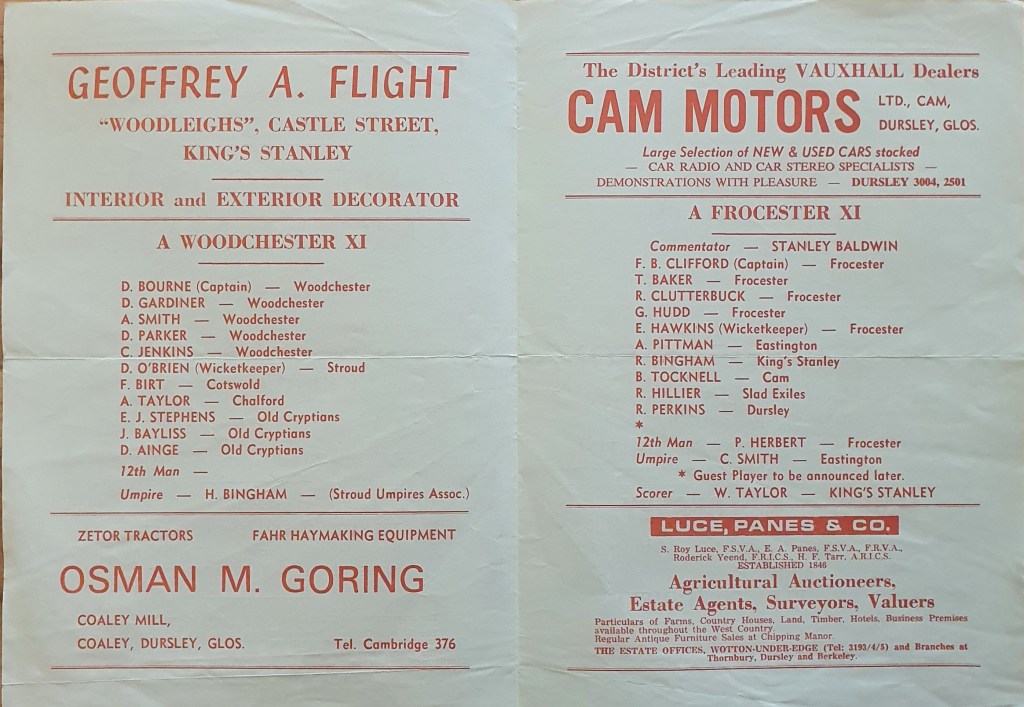 GEOFFREY A. FLIGHT
"WOODLEIGHS", CASTLE STREET,
KING'S STANLEY
INTERIOR and EXTERIOR DECORATOR
A WOODCHESTER XI
D. BOURNE (Captain) — Woodchester
D. GARDINER — Woodchester
A. SMITH — Woodchester
D. PARKER — Woodchester
C. JENKINS — Woodchester
D. O'BRIEN (Wicketkeeper) — Stroud
F. BIRT — Cotswold
A. TAYLOR — Chalford
E. J. STEPHENS — Old Cryptians
J. BAYLISS — Old Cryptians
D. AINGE — Old Cryptians
12th Man —
Umpire — H. BINGHAM — (Stroud Umpires Assoc.)
ZETOR TRACTORS FAHR HAYMAKING EQUIPMENT
OSMAN M. GORING
COALEY MILL,
COALEY, DURSLEY, GLOS. Tel. Cambridge 376
The District's Leading VAUXHALL Dealers
CAM MOTORS LTD., CAM,
DURSLEY, GLOS.
Large Selection of NEW & USED CARS stocked
— CAR RADIO AND CAR STEREO SPECIALISTS —
DEMONSTRATIONS WITH PLEASURE — DURSLEY 3004, 2501
A FROCESTER XI
Commentator — STANLEY BALDWIN
F. B. CLIFFORD (Captain) — Frocester
T. BAKER — Frocester
R. CLUTTERBUCK — Frocester
G. HUDD — Frocester
E. HAWKINS (Wicketkeeper) — Frocester
A. PITTMAN — Eastington
R. BINGHAM — King's Stanley
B. TOCKNELL — Cam
R. HILLIER — Slad Exiles
R. PERKINS — Dursley
*
12th Man — P. HERBERT — Frocester
Umpire — C. SMITH — Eastington
* Guest Player to be announced later.
Scorer — W. TAYLOR — KING'S STANLEY
LUCE, PANES & CO.
S. Roy Luce, F.S.V.A., E. A. Panes, F.S.V.A., F.R.V.A.,
Roderick Yeend, F.R.I.C.S., H. F. Tarr, A.R.I.C.S.
ESTABLISHED 1846
Agricultural Auctioneers,
Estate Agents, Surveyors, Valuers
Particulars of Farms, Country Houses, Land, Timber, Hotels, Business Premises
available throughout the West Country.
Regular Antique Furniture Sales at Chipping Manor.
THE ESTATE OFFICES, WOTTON-UNDER-EDGE (Tel: 3193/4/5) and Branches at
Thornbury, Dursley and Berkeley.